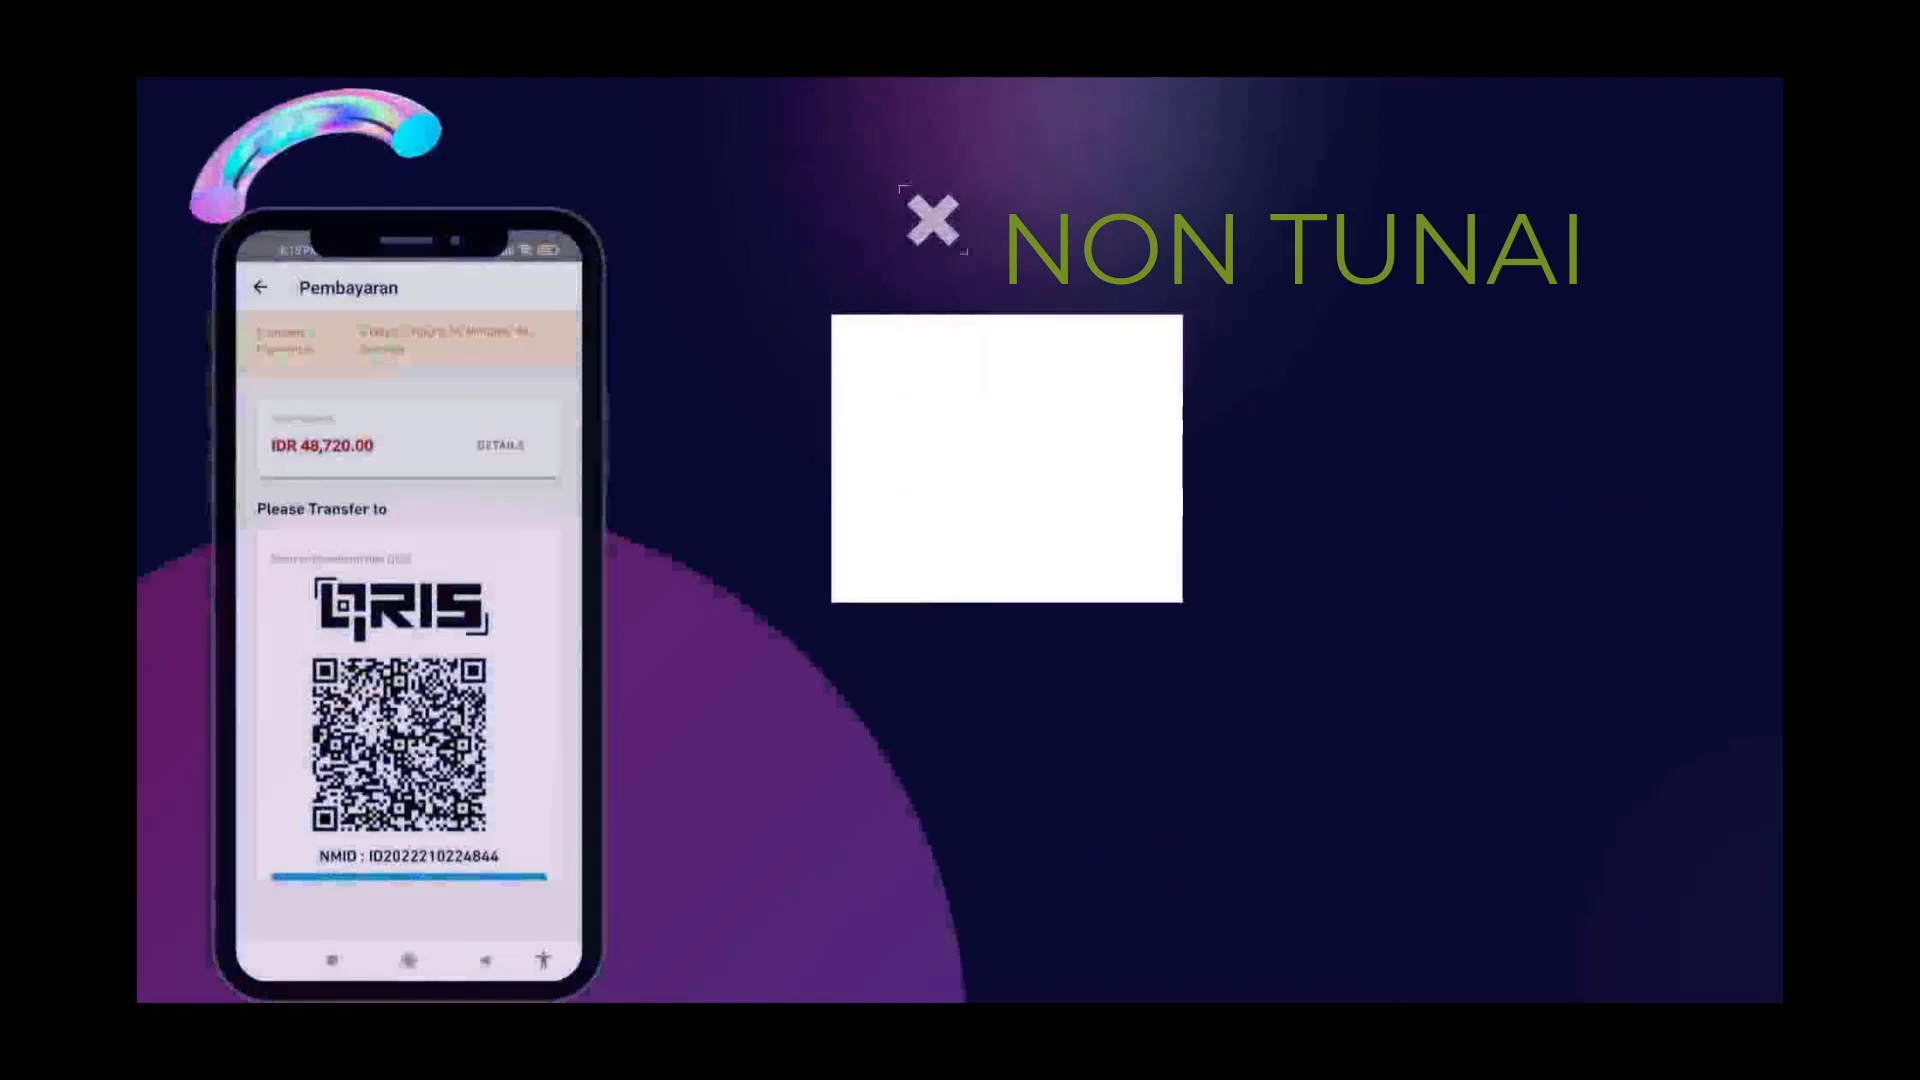 NON TUNAI
Pembayaran
IDR 48,720.00
DETAILS
Please Transfer to
QRIS
NMID : ID2022210224844